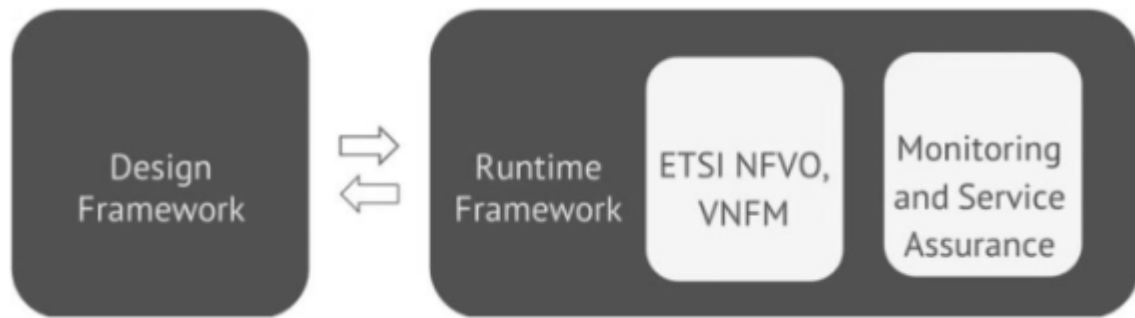 Design
Framework
Runtime
Framework
ETSI NFVO,
VNFM
Monitoring
and Service
Assurance